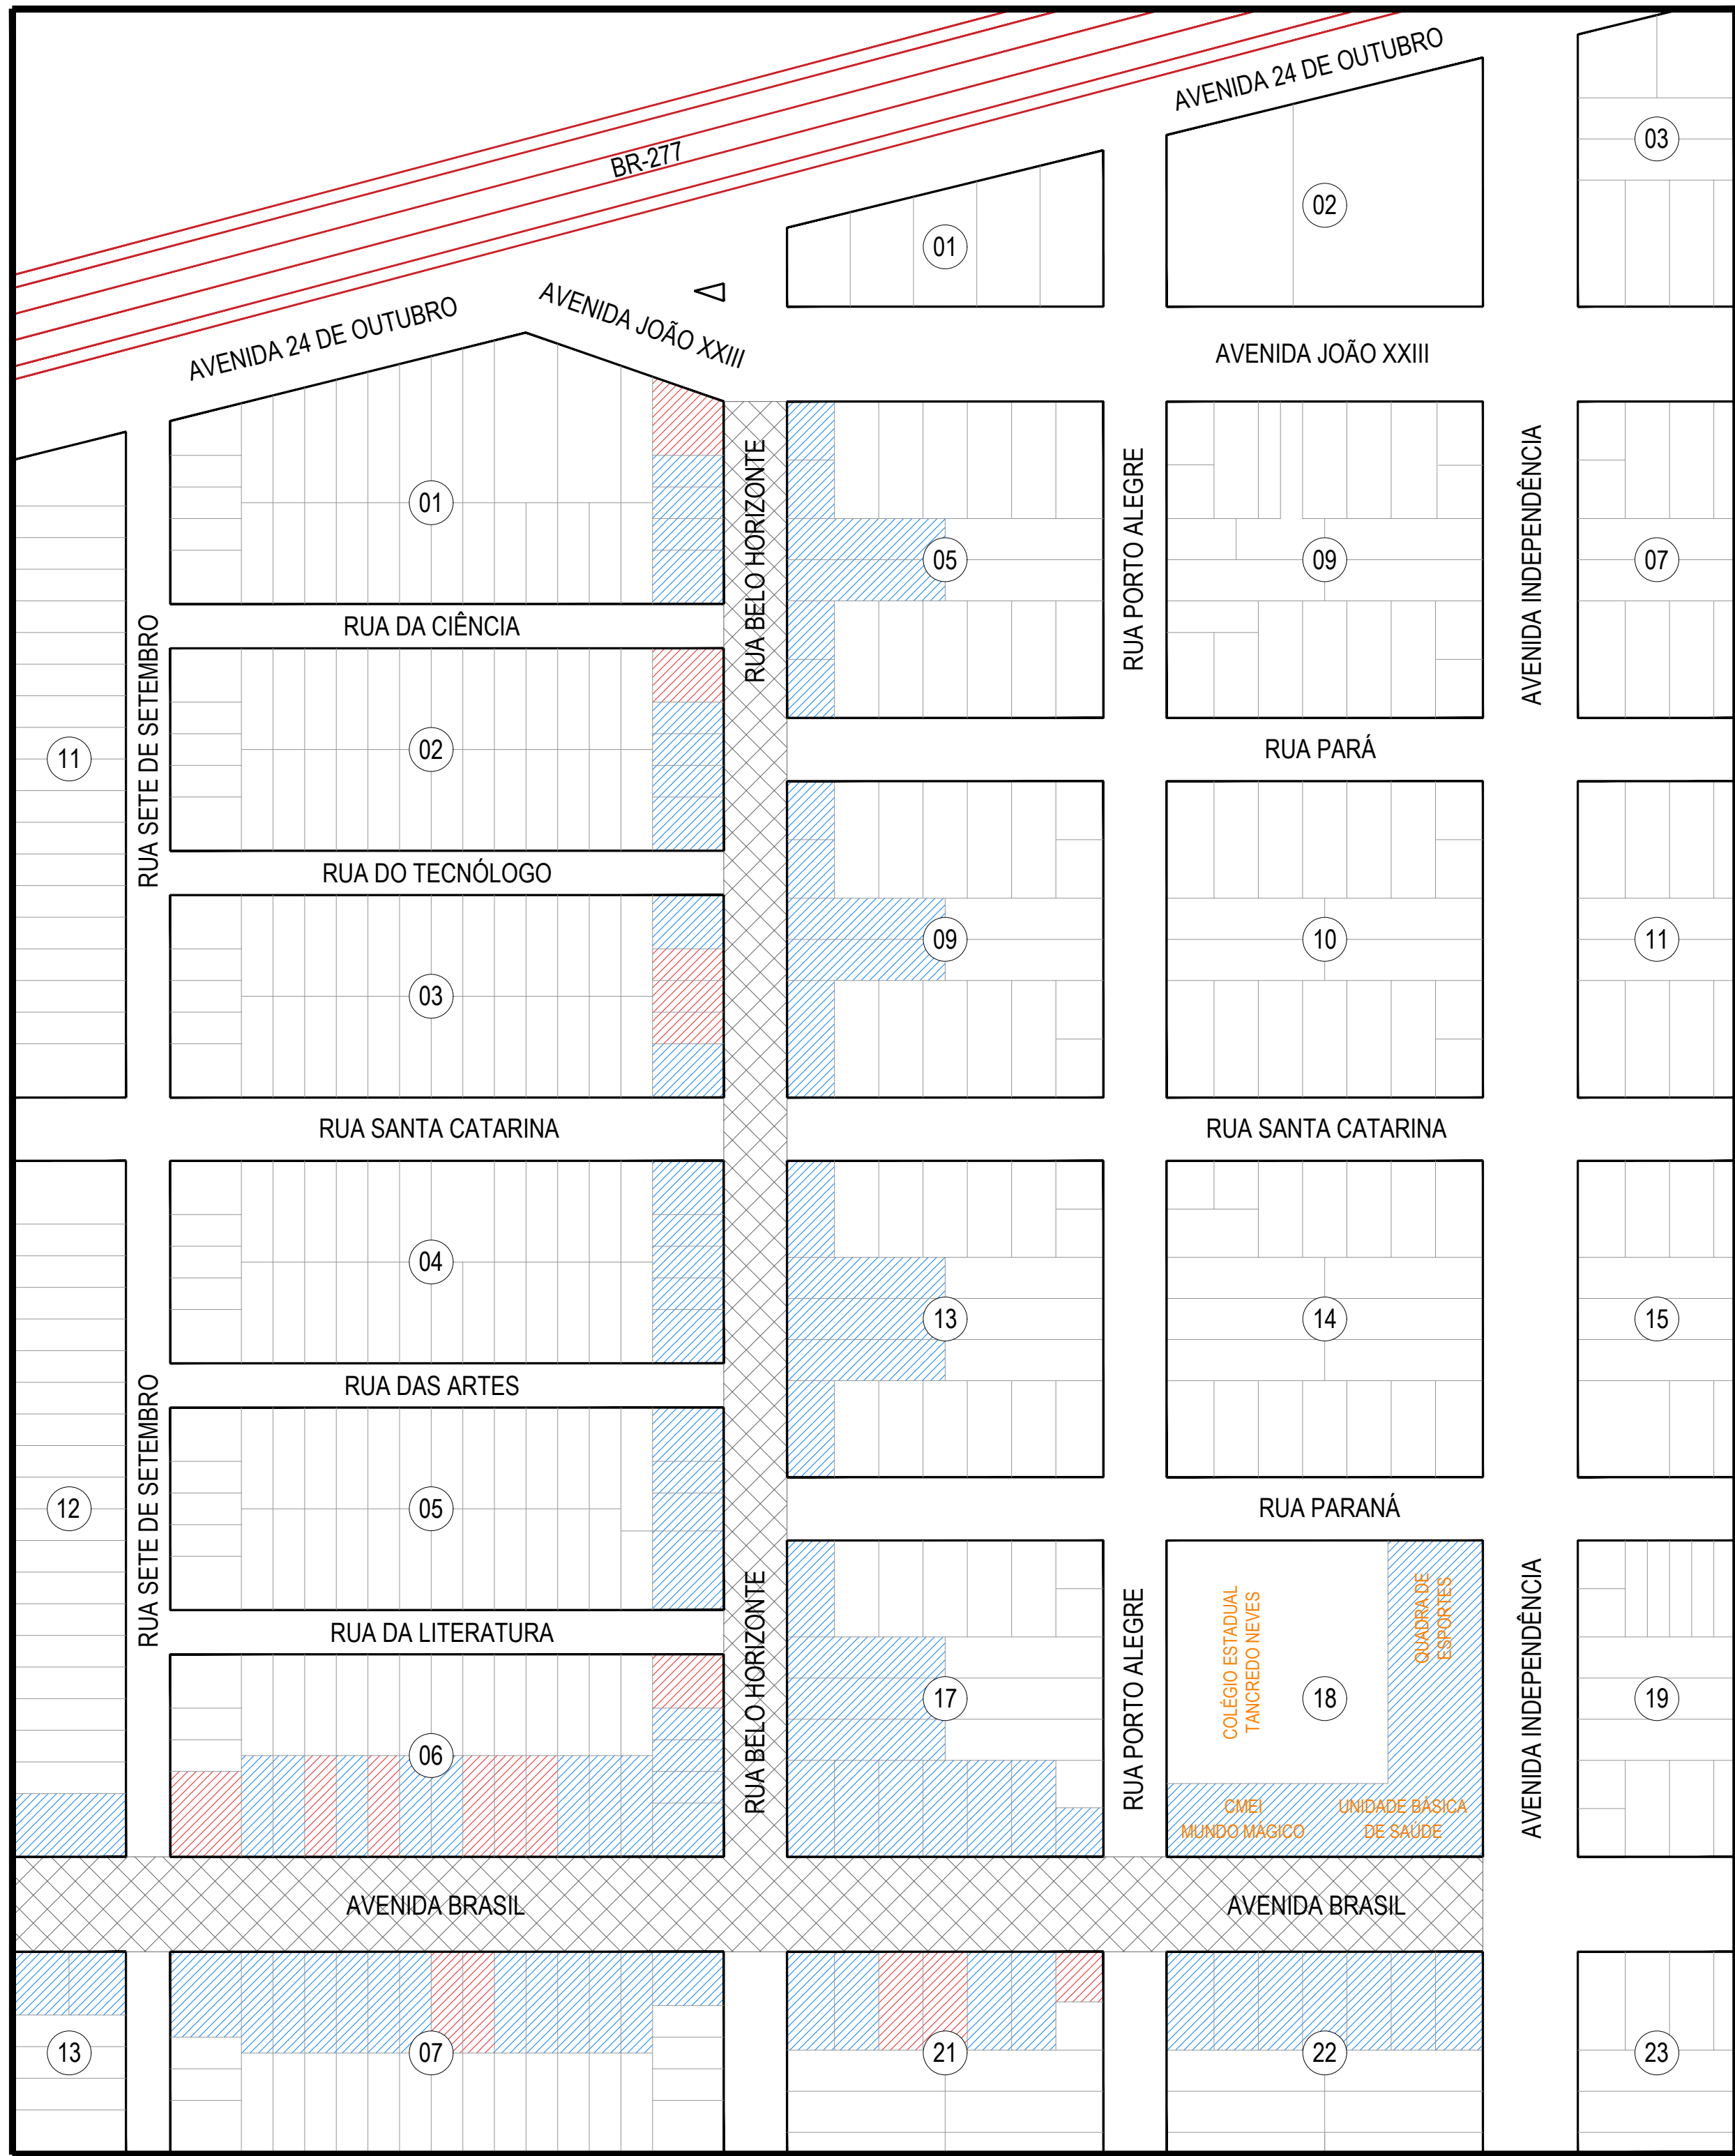 AVENIDA 24 DE OUTUBRO
BR-277
03
02
01
AVENIDA JOÃO XXIII
AVENIDA 24 DE OUTUBRO
AVENIDA JOÃO XXIII
RUA BELO HORIZONTE
RUA PORTO ALEGRE
AVENIDA INDEPENDÊNCIA
01
05
09
07
RUA DA CIÊNCIA
RUA SETE DE SETEMBRO
11
02
RUA PARÁ
RUA DO TECNÓLOGO
03
09
10
11
RUA SANTA CATARINA
RUA SANTA CATARINA
04
13
14
15
RUA DAS ARTES
RUA SETE DE SETEMBRO
12
05
RUA PARANÁ
RUA BELO HORIZONTE
RUA PORTO ALEGRE
COLÉGIO ESTADUAL
TANCREDO NEVES
QUADRA DE
ESPORTES
AVENIDA INDEPENDÊNCIA
RUA DA LITERATURA
06
17
18
19
CMEI
MUNDO MÁGICO
UNIDADE BÁSICA
DE SAÚDE
AVENIDA BRASIL
AVENIDA BRASIL
13
07
21
22
23